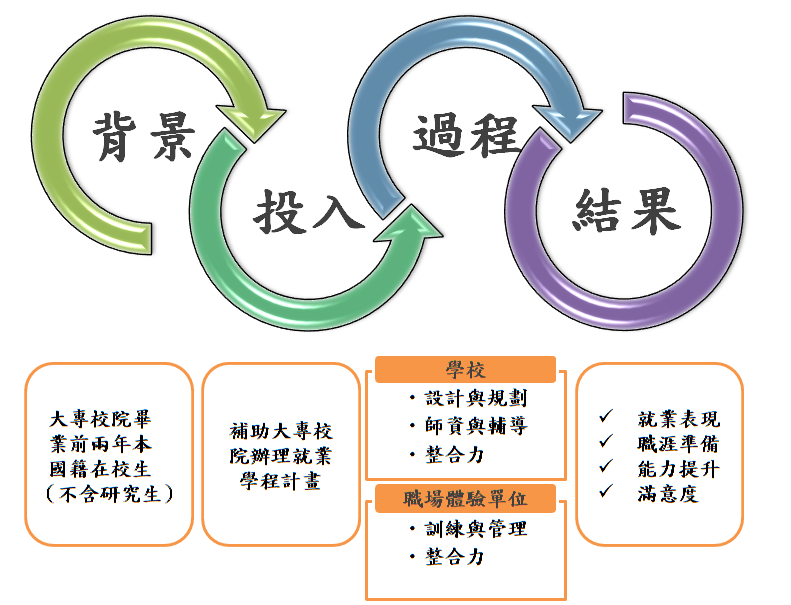 背景
投入
過程
結果
大專校院畢
業前兩年本
國籍在校生
（不含研究生）
補助大專校
院辦理就業
學程計畫
學校
・設計與規劃
・師資與輔導
・整合力
職場體驗單位
・訓練與管理
・整合力
✓ 就業表現
✓ 職涯準備
✓ 能力提升
✓ 滿意度